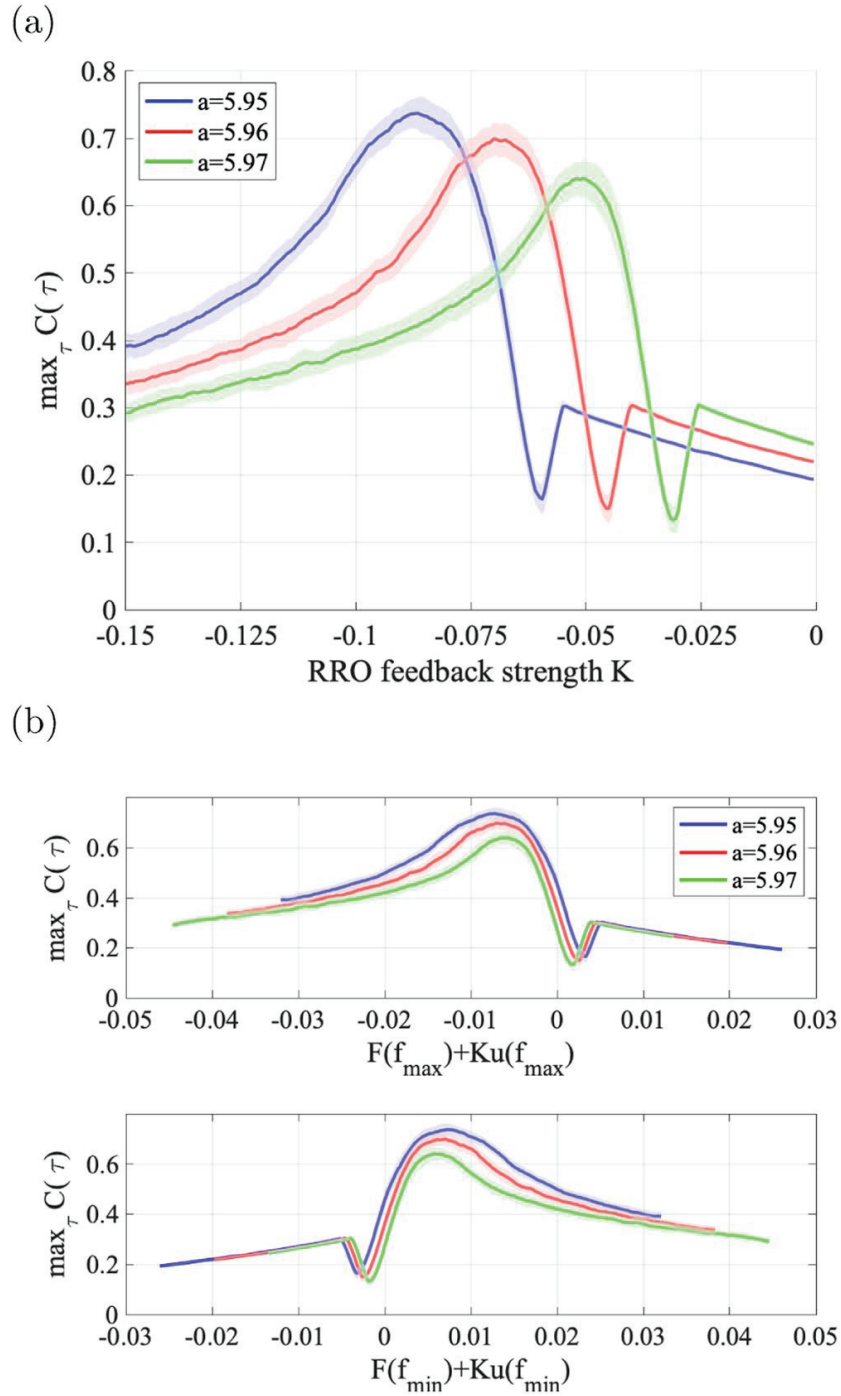 (a)
0.8
0.7
0.6
0.5
0.4
0.3
0.2
0.1
0
max_τ C(τ)
a=5.95
a=5.96
a=5.97
-0.15 -0.125 -0.1 -0.075 -0.05 -0.025 0
RRO feedback strength K
(b)
0.6
0.4
0.2
0
max_τ C(τ)
a=5.95
a=5.96
a=5.97
-0.05 -0.04 -0.03 -0.02 -0.01 0 0.01 0.02 0.03
F(f_max)+Ku(f_max)
0.6
0.4
0.2
0
max_τ C(τ)
-0.03 -0.02 -0.01 0 0.01 0.02 0.03 0.04 0.05
F(f_min)+Ku(f_min)